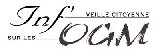 Inf'
VEILLE CITOYENNE
SUR LES
OGM